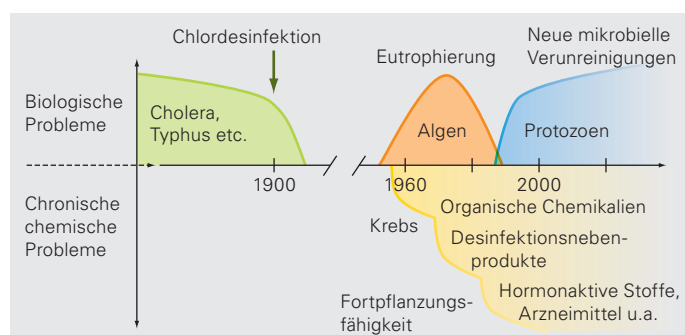 Chlordesinfektion
Neue mikrobielle
Verunreinigungen
Eutrophierung
Biologische
Probleme
Cholera,
Typhus etc.
Algen
Protozoen
1900
1960
2000
Chronische
chemische
Probleme
Krebs
Organische Chemikalien
Desinfektionsneben-
produkte
Fortpflanzungs-
fähigkeit
Hormonaktive Stoffe,
Arzneimittel u.a.